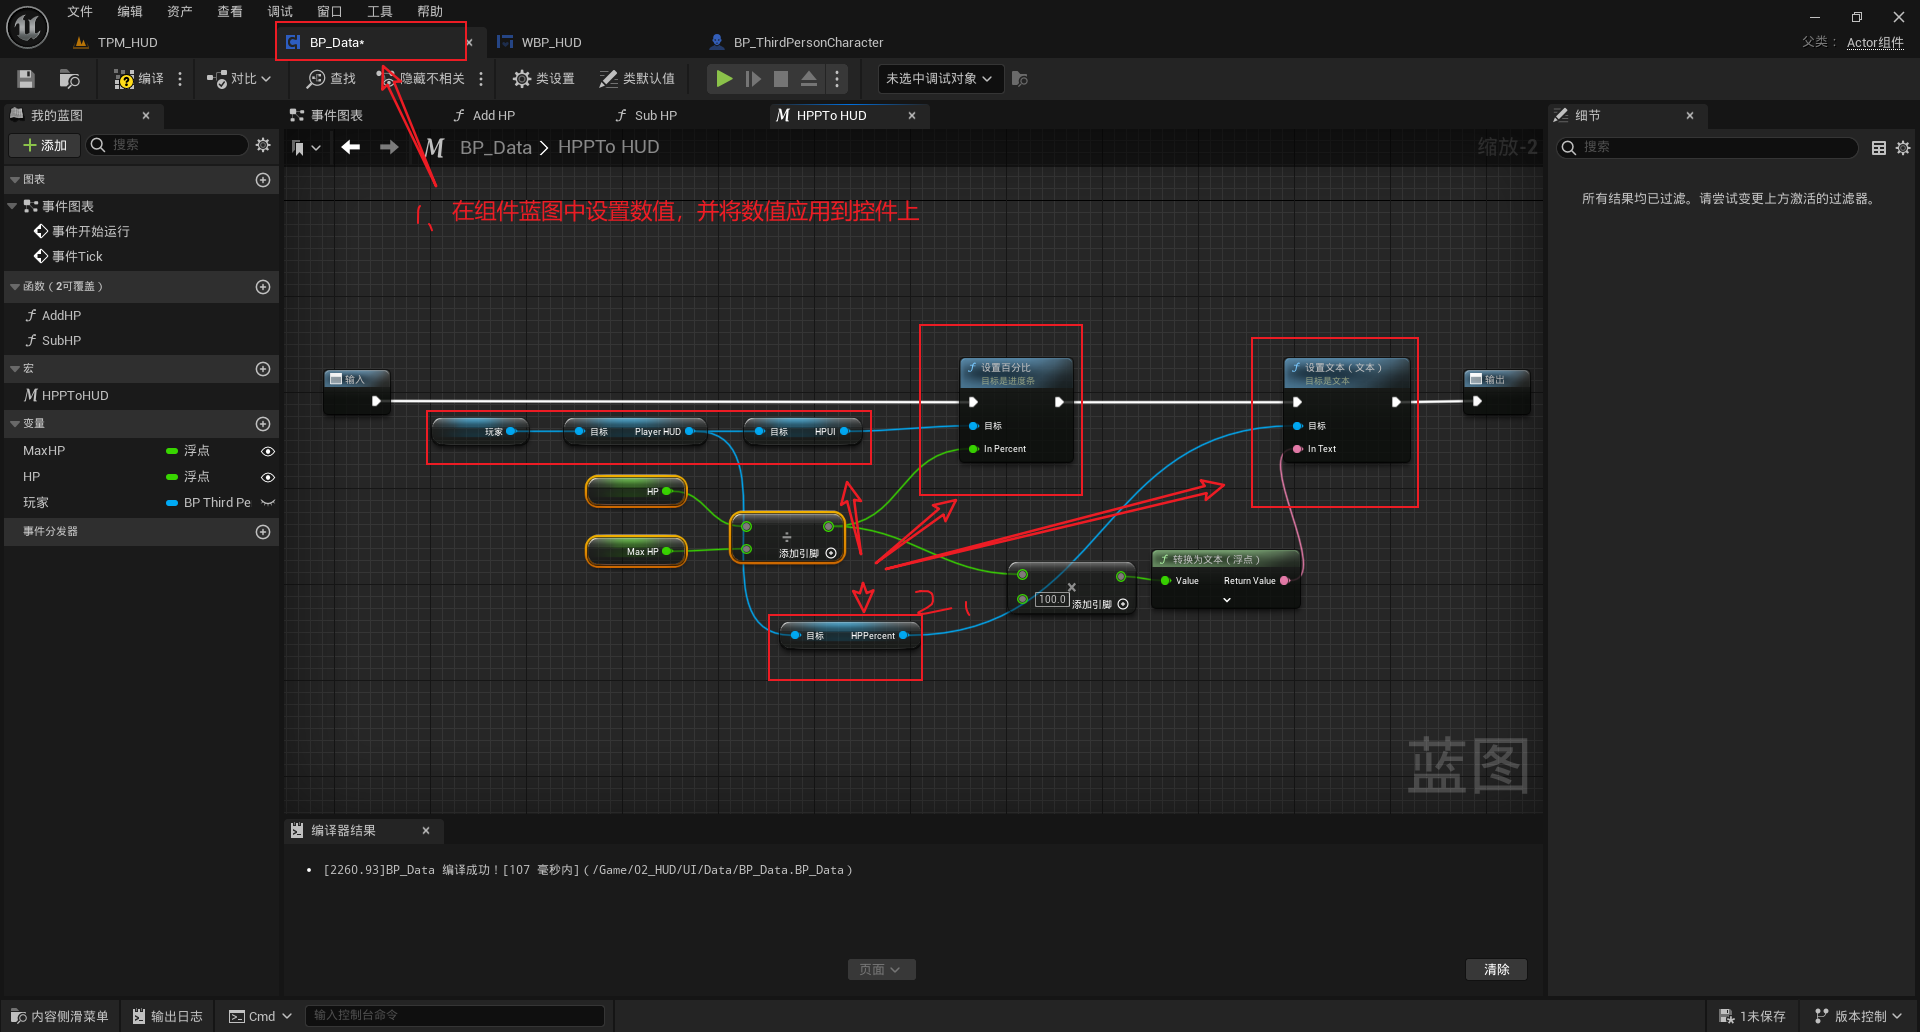 文件 编辑 资产 查看 调试 窗口 工具 帮助
TPM_HUD BP_Data* WBP_HUD BP_ThirdPersonCharacter
父类： Actor组件
编译 对比 查找 隐藏不相关 类设置 类默认值 未选中调试对象
我的蓝图
添加 搜索
图表
事件图表
事件开始运行
事件Tick
函数（2可覆盖）
AddHP
SubHP
宏
HPPToHUD
变量
MaxHP 浮点
HP 浮点
玩家 BP Third Pe
事件分发器
事件图表 Add HP Sub HP HPPTo HUD
BP_Data > HPPTo HUD
缩放-2
1、 在组件蓝图中设置数值，并将数值应用到控件上
输入
设置百分比
目标是进度条
目标
In Percent
设置文本（文本）
目标是文本
目标
In Text
输出
玩家 目标 Player HUD 目标 HPUI
HP
Max HP
÷
添加引脚
×
100.0 添加引脚
转换为文本（浮点）
Value Return Value
2、
目标 HPPercent
蓝图
编译器结果
[2260.93]BP_Data 编译成功！[107 毫秒内]（/Game/02_HUD/UI/Data/BP_Data.BP_Data）
页面 清除
细节
搜索
所有结果均已过滤。请尝试变更上方激活的过滤器。
内容侧滑菜单 输出日志 Cmd 输入控制台命令 1未保存 版本控制